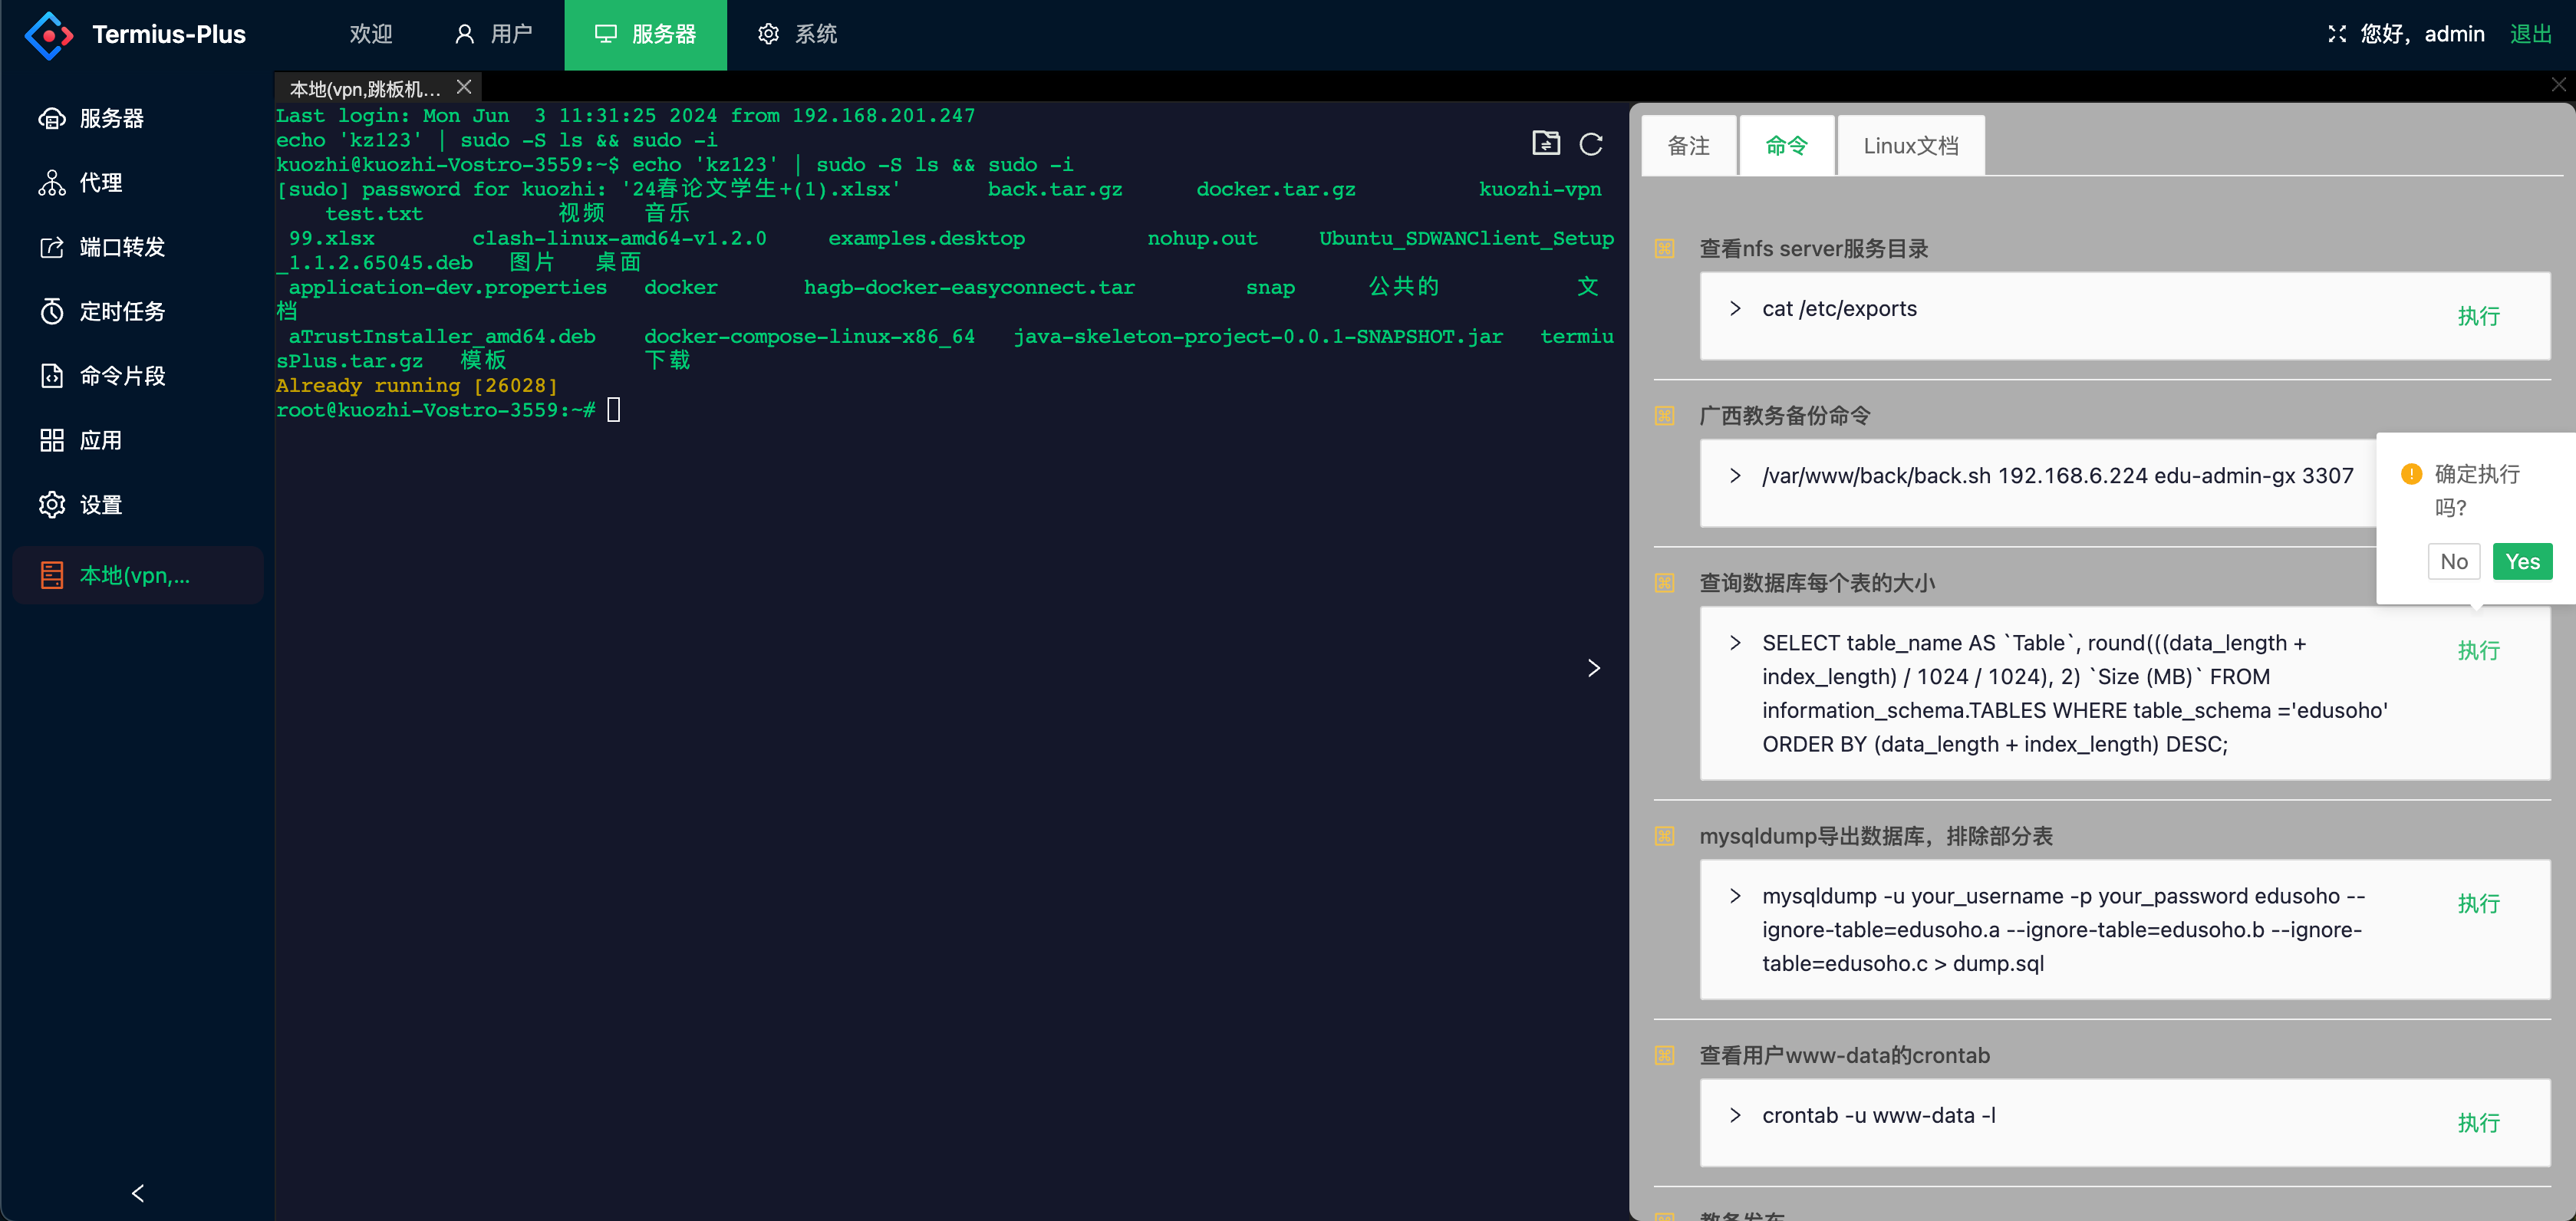 Termius-Plus
欢迎
用户
服务器
系统
您好，admin
退出
服务器
代理
端口转发
定时任务
命令片段
应用
设置
本地(vpn,...
本地(vpn,跳板机...
Last login: Mon Jun  3 11:31:25 2024 from 192.168.201.247
echo 'kz123' | sudo -S ls && sudo -i
kuozhi@kuozhi-Vostro-3559:~$ echo 'kz123' | sudo -S ls && sudo -i
[sudo] password for kuozhi: '24春论文学生+(1).xlsx'       back.tar.gz      docker.tar.gz          kuozhi-vpn
    test.txt           视频   音乐
 99.xlsx        clash-linux-amd64-v1.2.0     examples.desktop          nohup.out     Ubuntu_SDWANClient_Setup
_1.1.2.65045.deb   图片   桌面
 application-dev.properties   docker       hagb-docker-easyconnect.tar         snap      公共的           文
档
 aTrustInstaller_amd64.deb    docker-compose-linux-x86_64   java-skeleton-project-0.0.1-SNAPSHOT.jar   termiu
sPlus.tar.gz   模板           下载
Already running [26028]
root@kuozhi-Vostro-3559:~#
备注
命令
Linux文档
查看nfs server服务目录
> cat /etc/exports
执行
广西教务备份命令
> /var/www/back/back.sh 192.168.6.224 edu-admin-gx 3307
确定执行
吗?
No
Yes
查询数据库每个表的大小
> SELECT table_name AS `Table`, round(((data_length +
index_length) / 1024 / 1024), 2) `Size (MB)` FROM
information_schema.TABLES WHERE table_schema ='edusoho'
ORDER BY (data_length + index_length) DESC;
执行
mysqldump导出数据库，排除部分表
> mysqldump -u your_username -p your_password edusoho --
ignore-table=edusoho.a --ignore-table=edusoho.b --ignore-
table=edusoho.c > dump.sql
执行
查看用户www-data的crontab
> crontab -u www-data -l
执行
教务发布